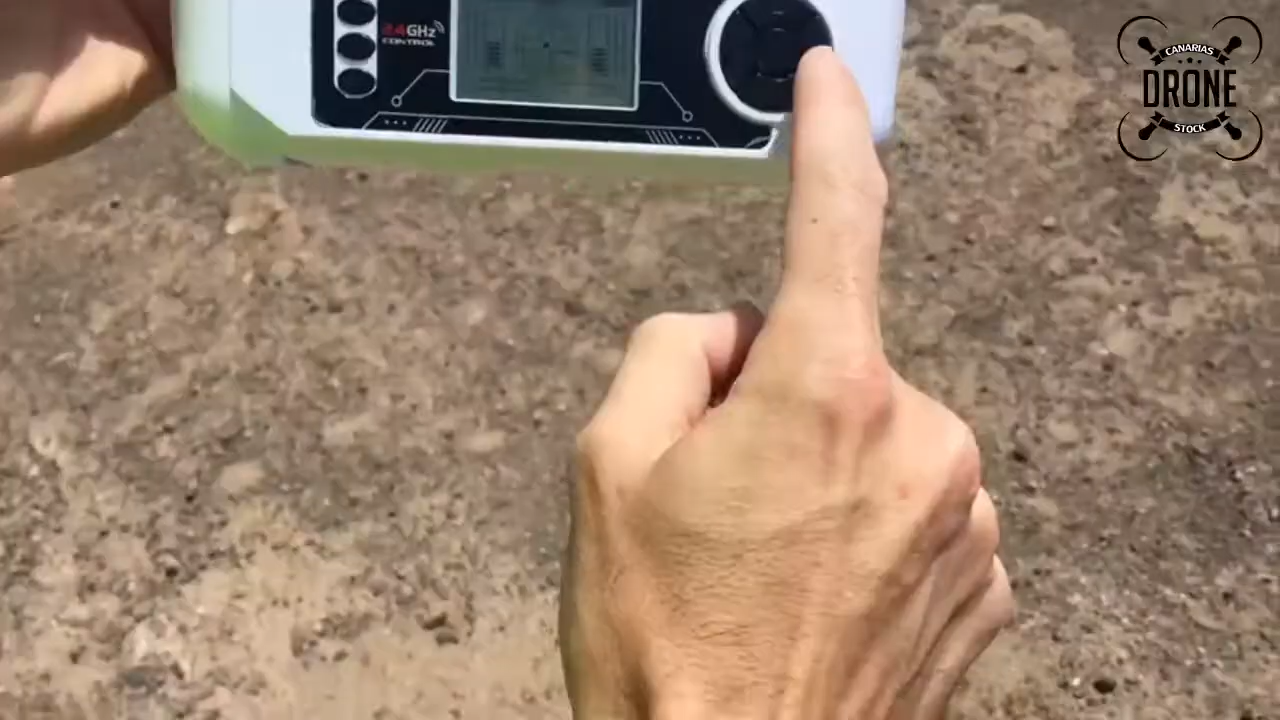 2.4GHz
CONTROL
CANARIAS
DRONE
STOCK